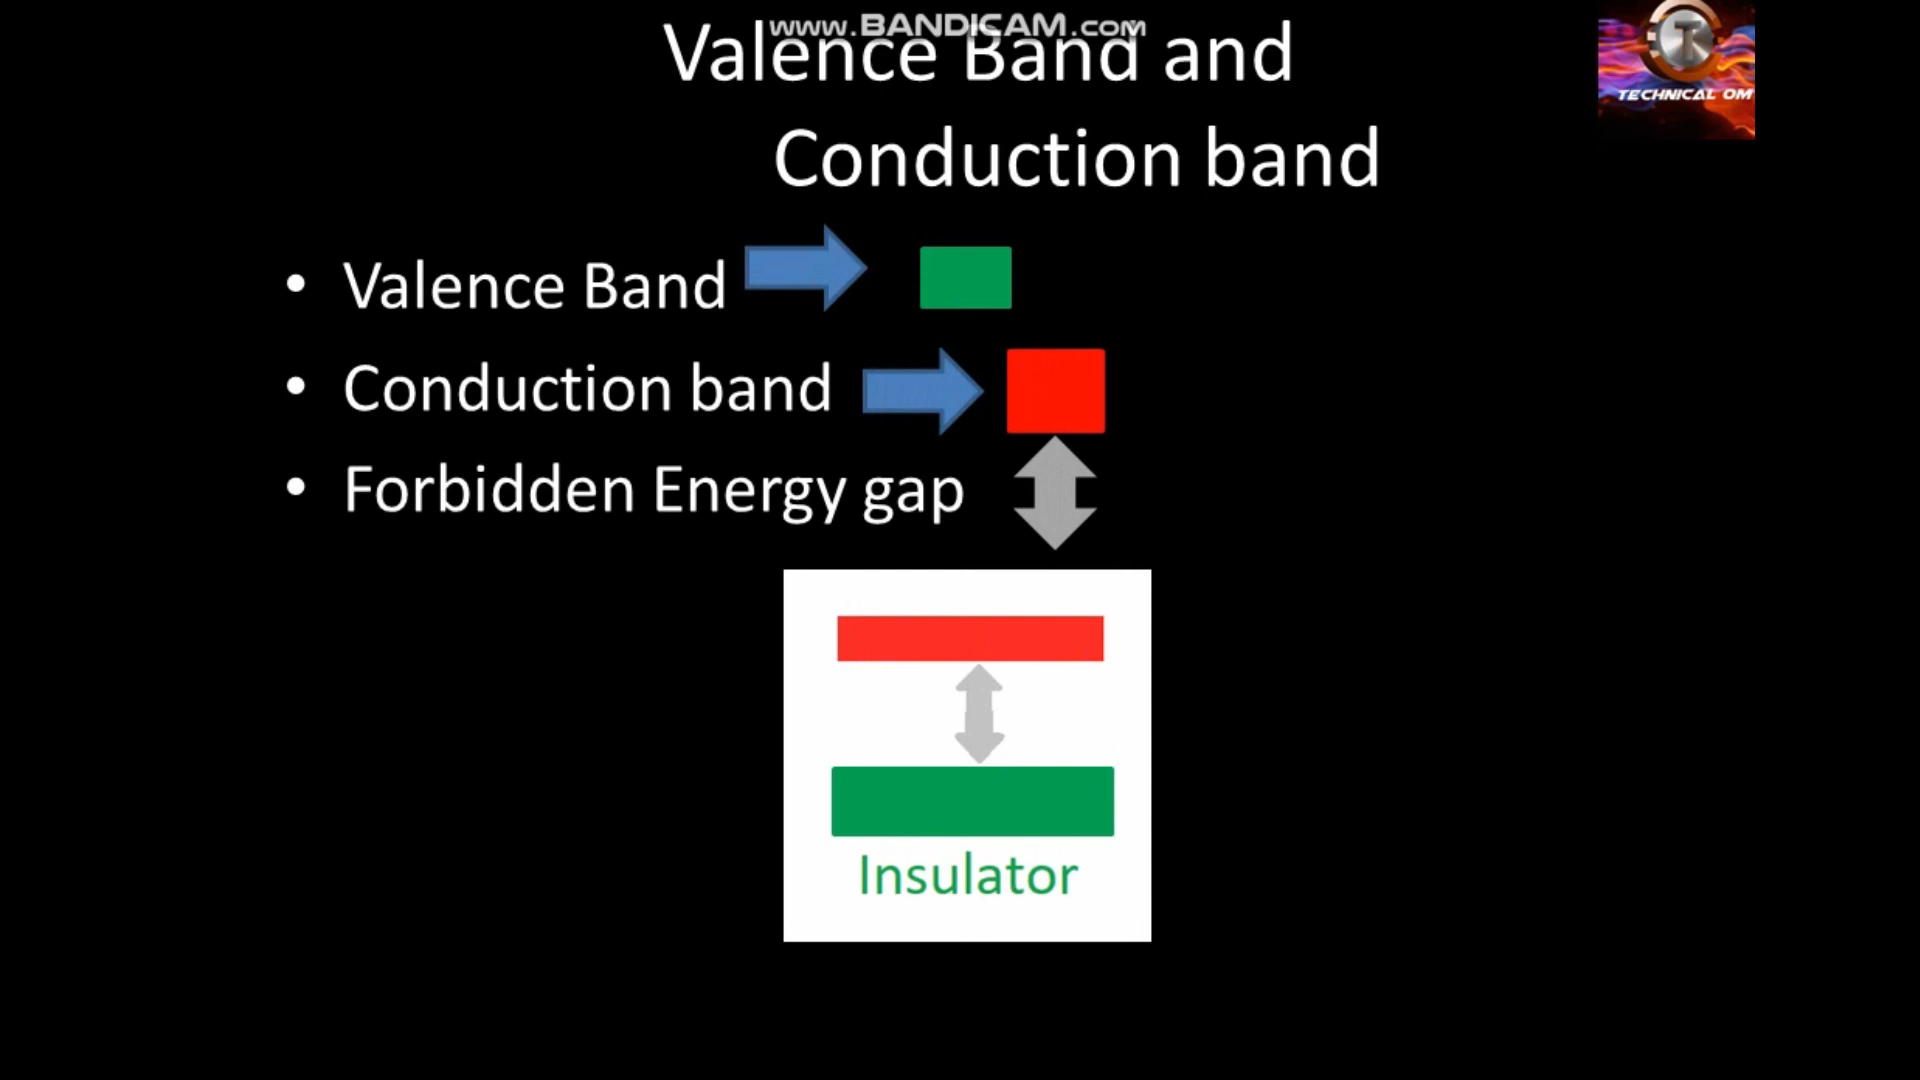 www.BANDICAM.com
Valence Band and
Conduction band
TECHNICAL OM
• Valence Band
• Conduction band
• Forbidden Energy gap
Insulator